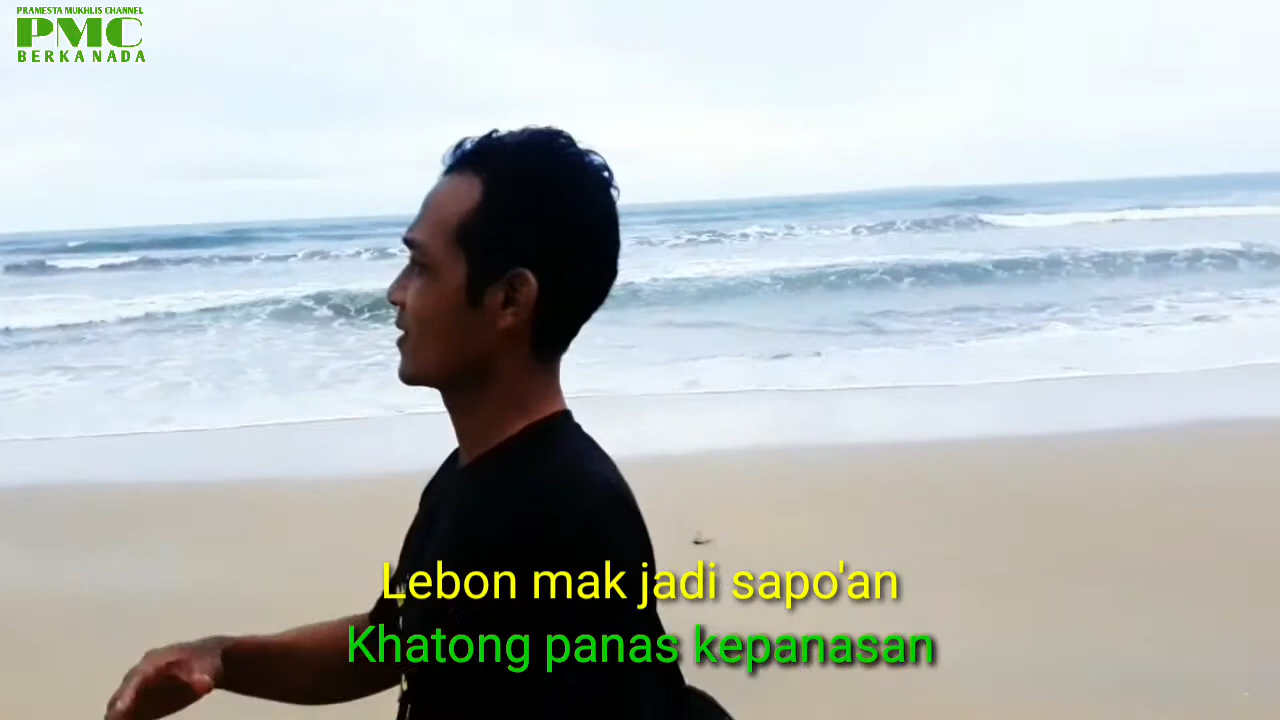 PRAMESTA MUKHLIS CHANNEL
PMC
BERKANADA
Lebon mak jadi sapo'an
Khatong panas kepanasan